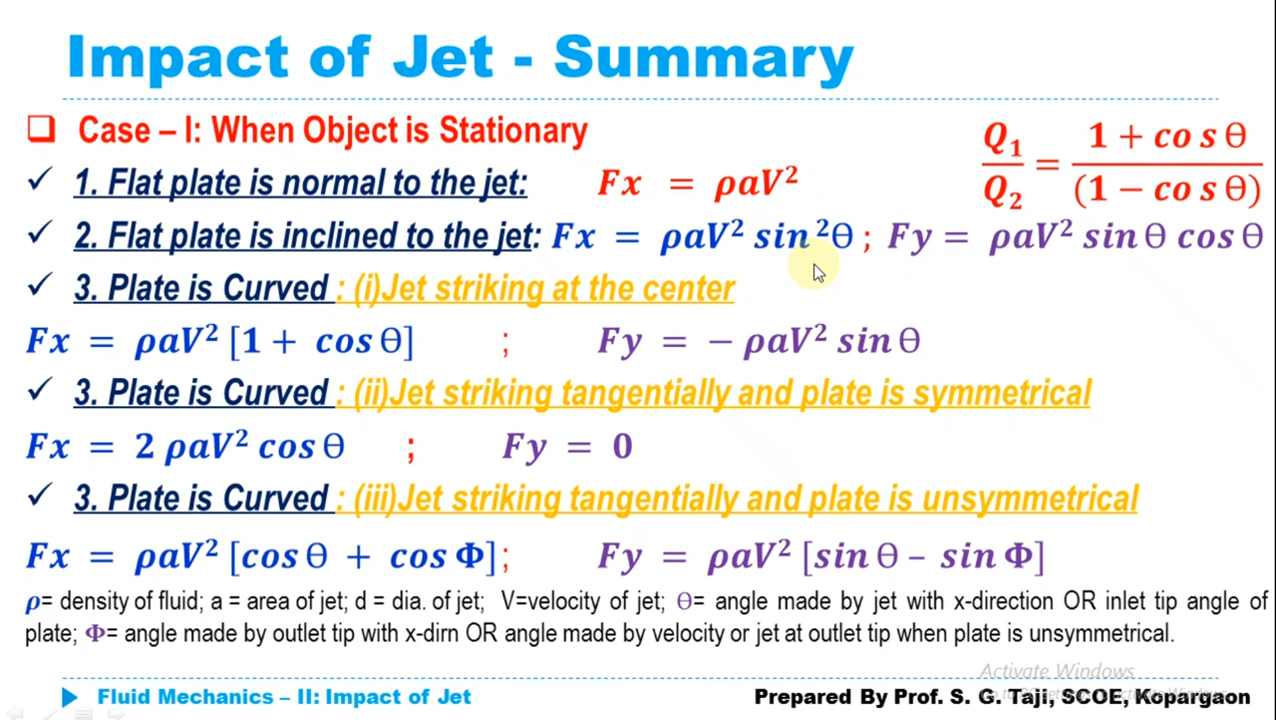 Impact of Jet - Summary
❑ Case – I: When Object is Stationary
Q₁/Q₂ = 1 + co s θ / (1 − co s θ)
✓ 1. Flat plate is normal to the jet: Fx = ρaV²
✓ 2. Flat plate is inclined to the jet: Fx = ρaV² sin ²θ ; Fy = ρaV² sin θ cos θ
✓ 3. Plate is Curved : (i)Jet striking at the center
Fx = ρaV² [1 + cos θ] ; Fy = − ρaV² sin θ
✓ 3. Plate is Curved : (ii)Jet striking tangentially and plate is symmetrical
Fx = 2 ρaV² cos θ ; Fy = 0
✓ 3. Plate is Curved : (iii)Jet striking tangentially and plate is unsymmetrical
Fx = ρaV² [cos θ + cos Φ]; Fy = ρaV² [sin θ – sin Φ]
ρ= density of fluid; a = area of jet; d = dia. of jet; V=velocity of jet; θ= angle made by jet with x-direction OR inlet tip angle of
plate; Φ= angle made by outlet tip with x-dirn OR angle made by velocity or jet at outlet tip when plate is unsymmetrical.
Activate Windows
Fluid Mechanics – II: Impact of Jet
Prepared By Prof. S. G. Taji, SCOE, Kopargaon